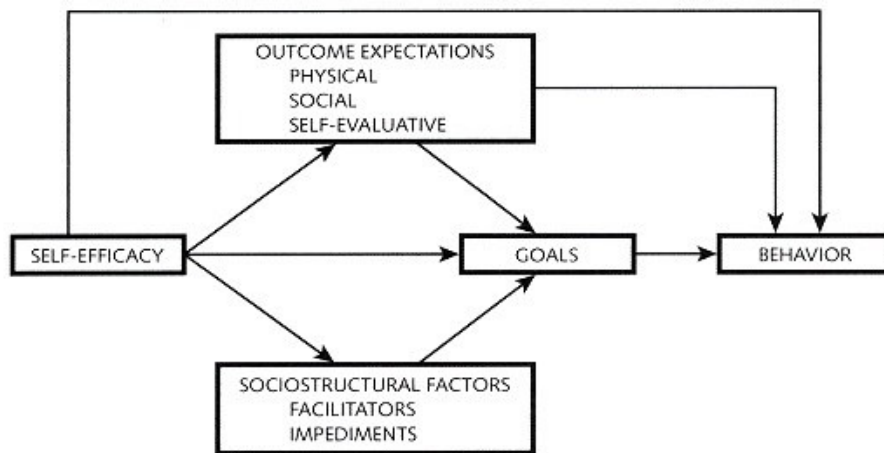 OUTCOME EXPECTATIONS
PHYSICAL
SOCIAL
SELF-EVALUATIVE
SELF-EFFICACY
GOALS
BEHAVIOR
SOCIOSTRUCTURAL FACTORS
FACILITATORS
IMPEDIMENTS